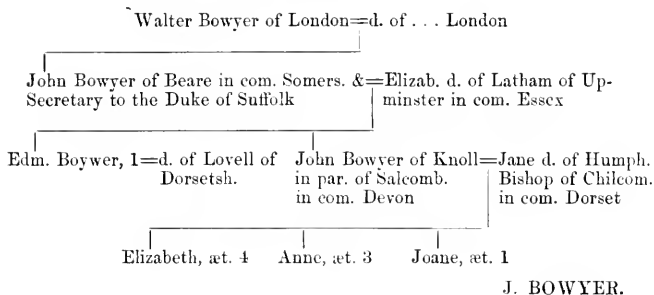 Walter Bowyer of London=d. of . . . London
John Bowyer of Beare in com. Somers. &=Elizab. d. of Latham of Up-
Secretary to the Duke of Suffolk minster in com. Essex
Edm. Boywer, 1=d. of Lovell of John Bowyer of Knoll=Jane d. of Humph.
Dorsetsh. in par. of Salcomb. Bishop of Chilcom.
in com. Devon in com. Dorset
Elizabeth, æt. 4 Anne, æt. 3 Joane, æt. 1
J. BOWYER.